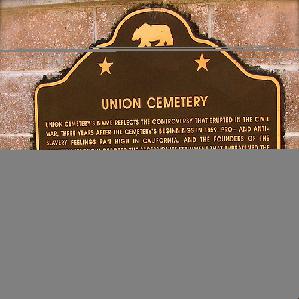 UNION CEMETERY
UNION CEMETERY'S NAME REFLECTS THE CONTROVERSY THAT ERUPTED IN THE CIVIL
WAR. THREE YEARS AFTER THE CEMETERY'S BEGINNINGS IN 1859, PRO- AND ANTI-
SLAVERY FEELINGS RAN HIGH IN CALIFORNIA, AND THE FOUNDERS OF THE
THE